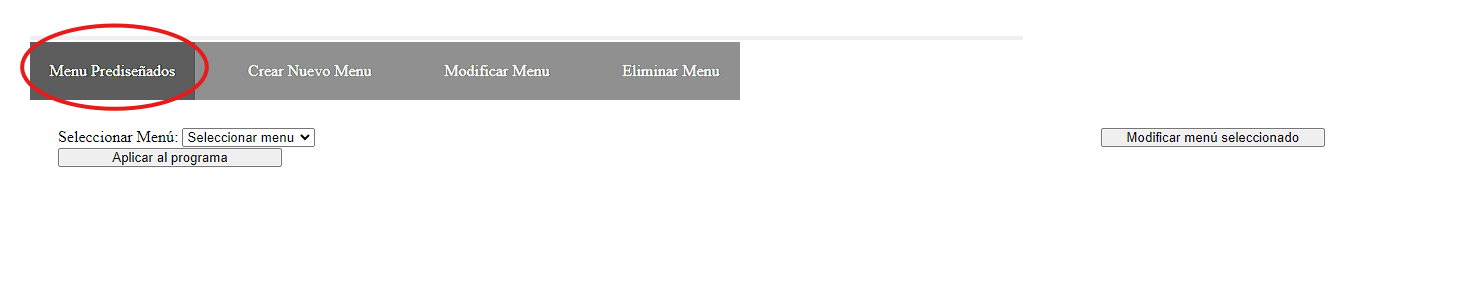 Menu Prediseñados Crear Nuevo Menu Modificar Menu Eliminar Menu
Seleccionar Menú: Seleccionar menu Modificar menú seleccionado
Aplicar al programa